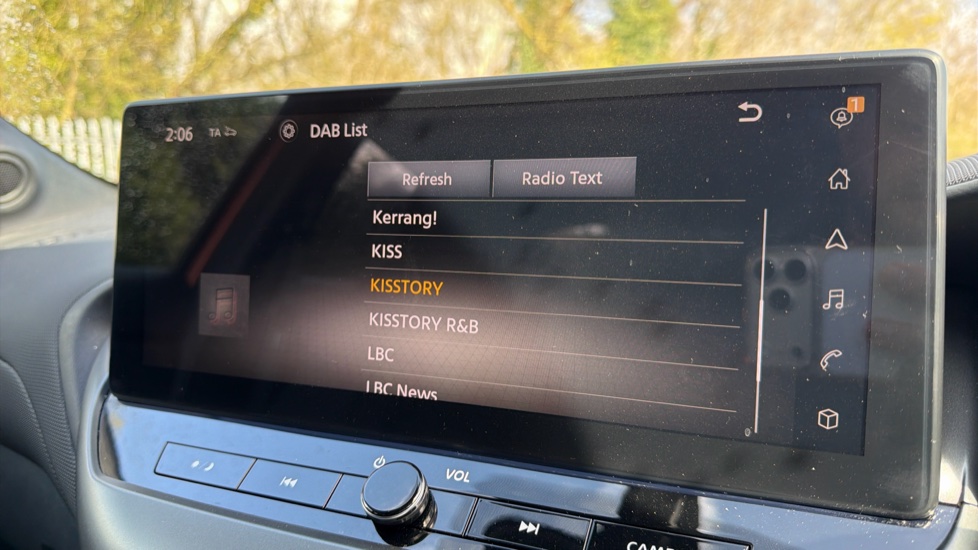 2:06 TA DAB List 1
Refresh Radio Text
Kerrang!
KISS
KISSTORY
KISSTORY R&B
LBC
LBC News
VOL